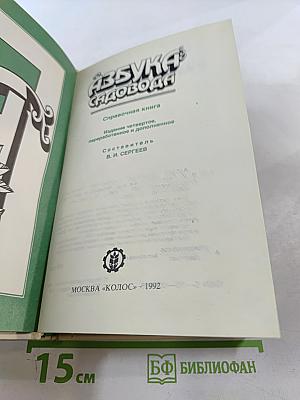 АЗБУКА
САДОВОДА
Справочная книга
Издание четвертое,
переработанное и дополненное
Составитель
В. И. СЕРГЕЕВ
МОСКВА «КОЛОС» 1992
15 см
БФ БИБЛИОФАН